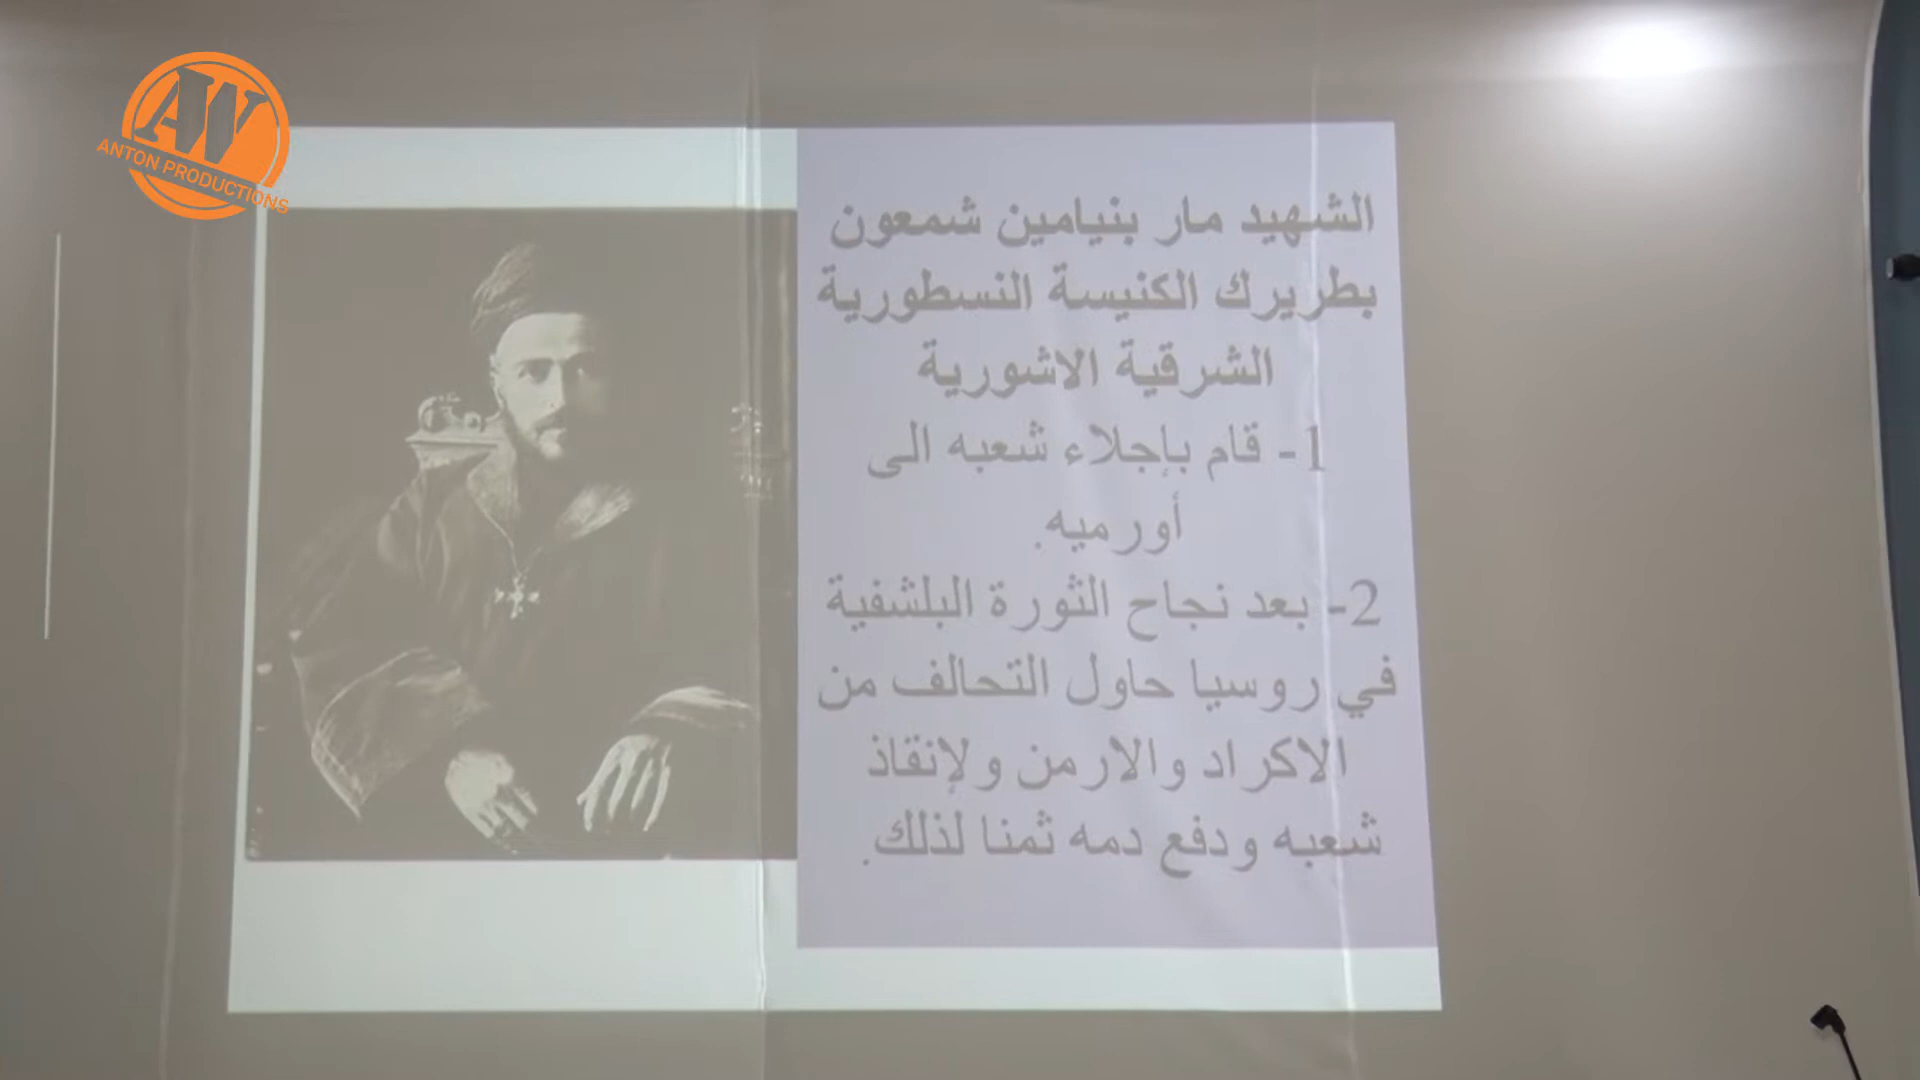 AN
ANTON PRODUCTIONS
الشهيد مار بنيامين شمعون
بطريرك الكنيسة النسطورية
الشرقية الاشورية
1- قام بإجلاء شعبه الى
أورميه.
2- بعد نجاح الثورة البلشفية
في روسيا حاول التحالف من
الاكراد والارمن ولإنقاذ
شعبه ودفع دمه ثمنا لذلك.